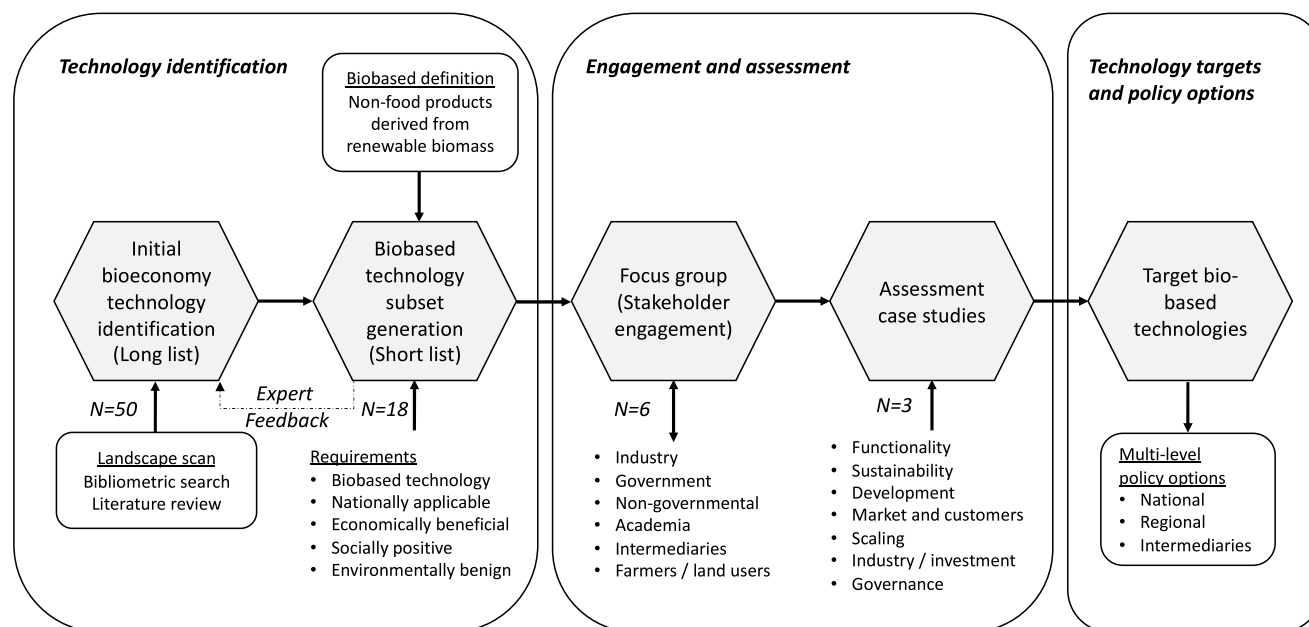 Technology identification
Biobased definition
Non-food products
derived from
renewable biomass
Initial
bioeconomy
technology
identification
(Long list)
Biobased
technology
subset
generation
(Short list)
Expert
Feedback
N=50
N=18
Landscape scan
Bibliometric search
Literature review
Requirements
• Biobased technology
• Nationally applicable
• Economically beneficial
• Socially positive
• Environmentally benign
Engagement and assessment
Focus group
(Stakeholder
engagement)
Assessment
case studies
N=6
N=3
• Industry
• Government
• Non-governmental
• Academia
• Intermediaries
• Farmers / land users
• Functionality
• Sustainability
• Development
• Market and customers
• Scaling
• Industry / investment
• Governance
Technology targets
and policy options
Target bio-
based
technologies
Multi-level
policy options
• National
• Regional
• Intermediaries